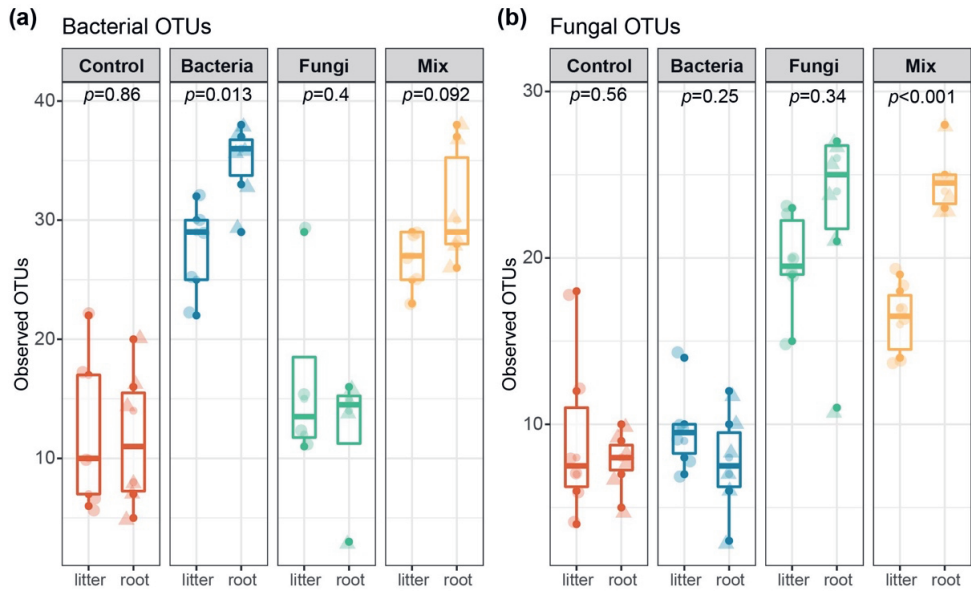 (a) Bacterial OTUs
Control Bacteria Fungi Mix
p=0.86 p=0.013 p=0.4 p=0.092
40
30
20
10
Observed OTUs
litter root litter root litter root litter root
(b) Fungal OTUs
Control Bacteria Fungi Mix
p=0.56 p=0.25 p=0.34 p<0.001
30
20
10
Observed OTUs
litter root litter root litter root litter root